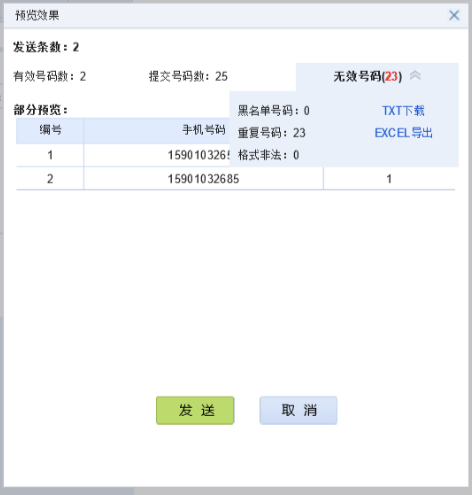 预览效果
发送条数：2
有效号码数：2 提交号码数：25 无效号码(23)
黑名单号码：0 TXT下载
部分预览：
重复号码：23 EXCEL导出
编号 手机号码
格式非法：0
1 1590103265
2 15901032685 1
发 送 取 消